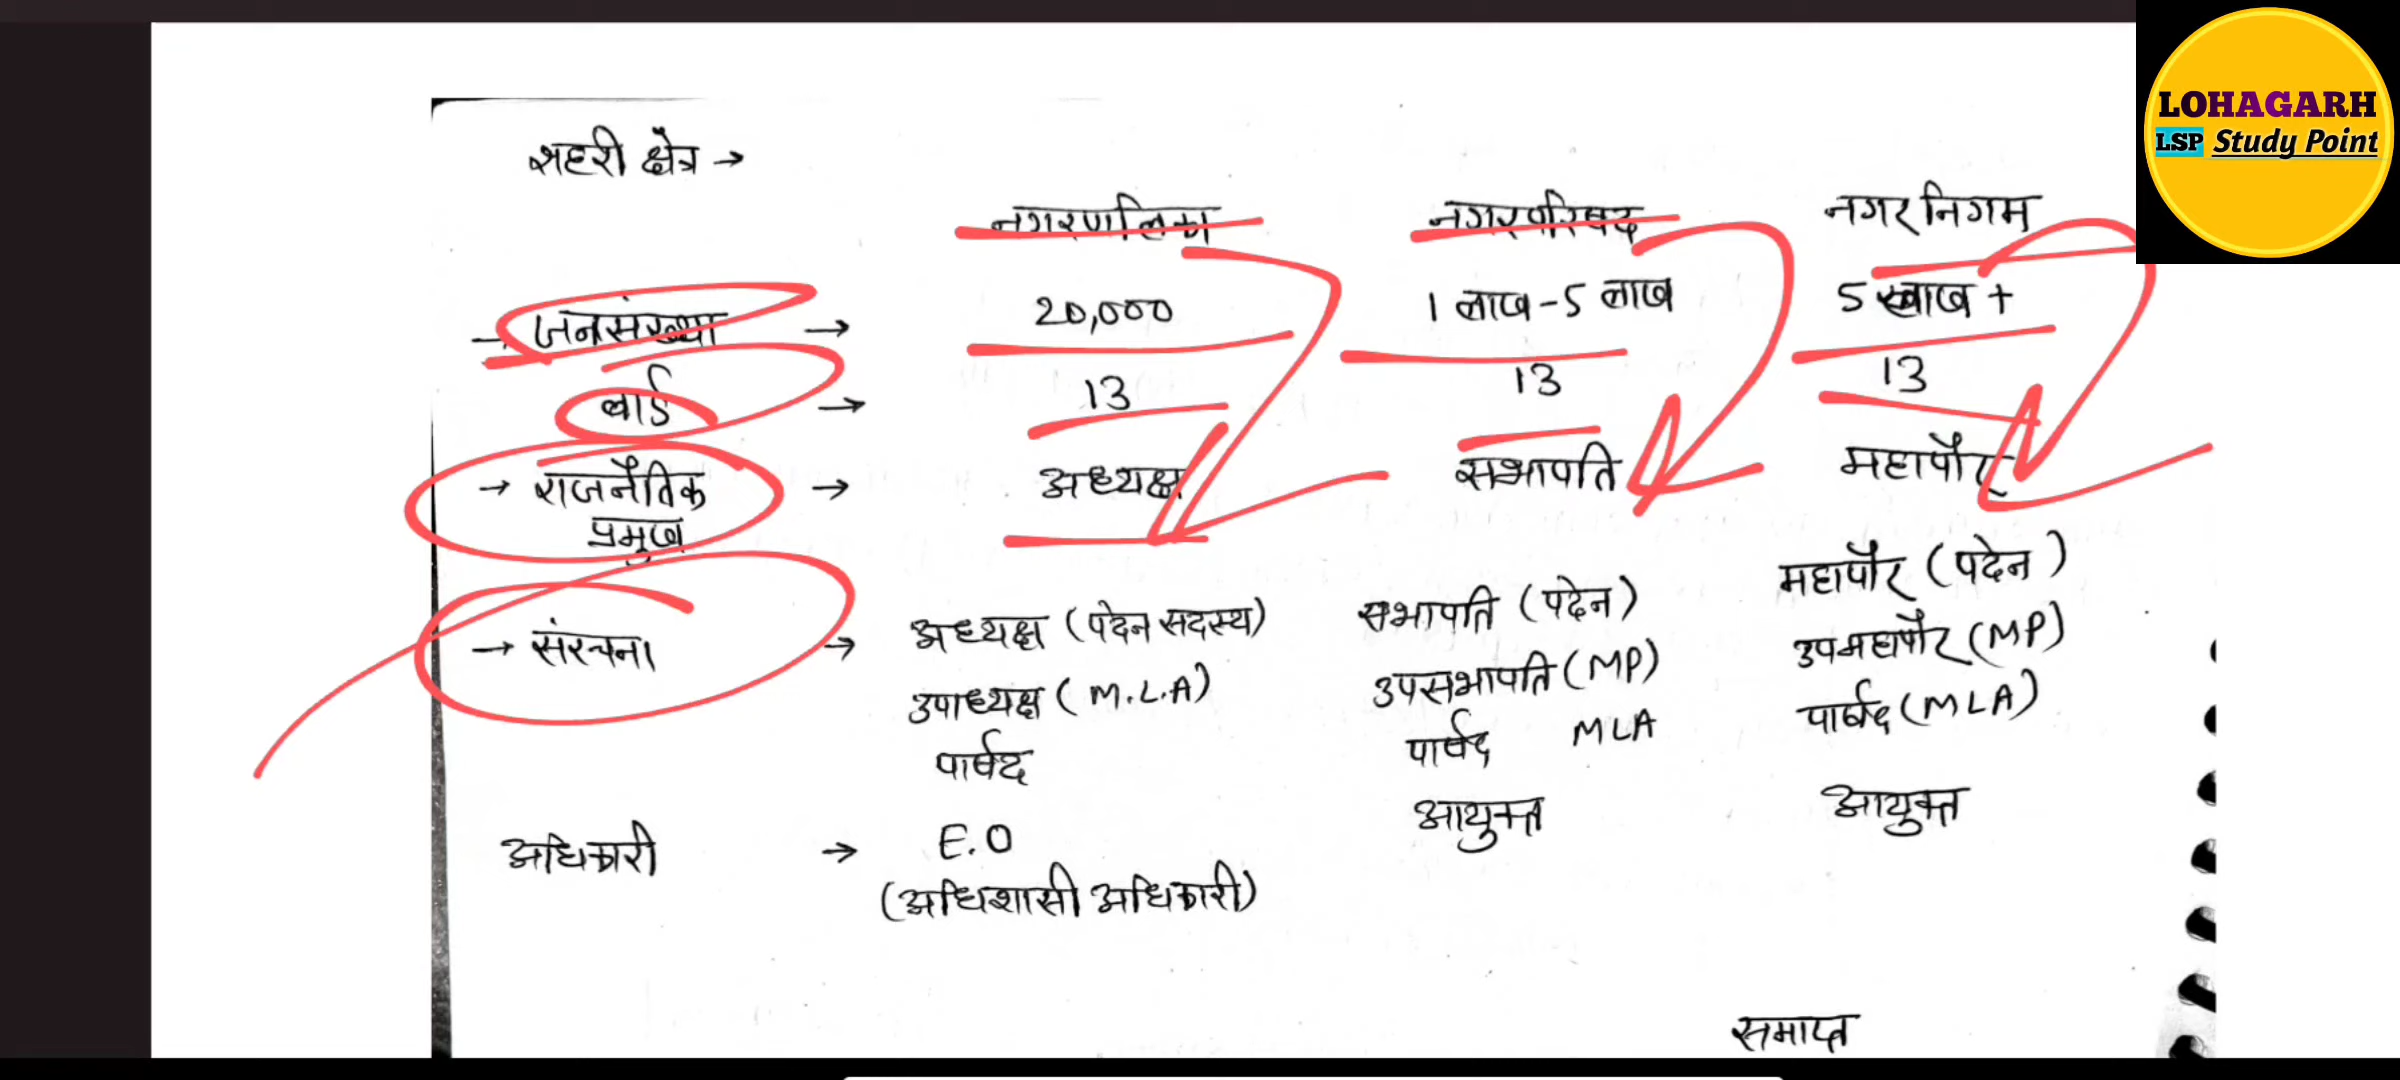 LOHAGARH
LSP Study Point
शहरी क्षेत्र →
नगरपालिका नगरपरिषद नगरनिगम
→ जनसंख्या → 20,000 1 लाख-5 लाख 5 लाख +
वार्ड → 13 13 13
→ राजनैतिक प्रमुख → अध्यक्ष सभापति महापौर
→ संरचना → अध्यक्ष (पदेन सदस्य) सभापति (पदेन) महापौर (पदेन)
उपाध्यक्ष (M.L.A) उपसभापति (MP) उपमहापौर (MP)
पार्षद पार्षद MLA पार्षद (MLA)
अधिकारी → E.O आयुक्त आयुक्त
(अधिशासी अधिकारी)
समाप्त